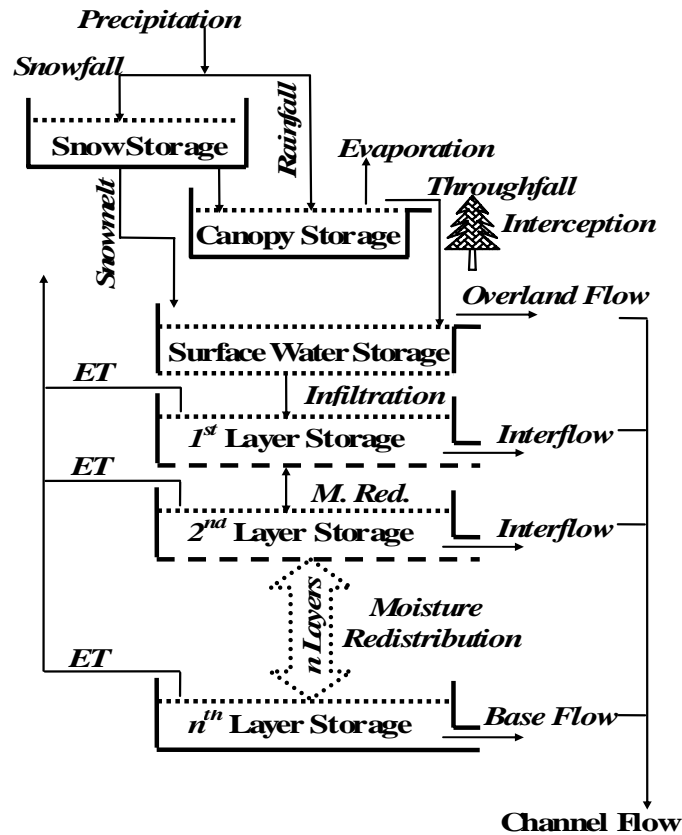 Precipitation
Snowfall
SnowStorage
Rainfall
Evaporation
Throughfall
Interception
Canopy Storage
Snowmelt
Overland Flow
Surface Water Storage
ET
Infiltration
1st Layer Storage
Interflow
ET
M. Red.
2nd Layer Storage
Interflow
n Layers
Moisture
Redistribution
ET
nth Layer Storage
Base Flow
Channel Flow